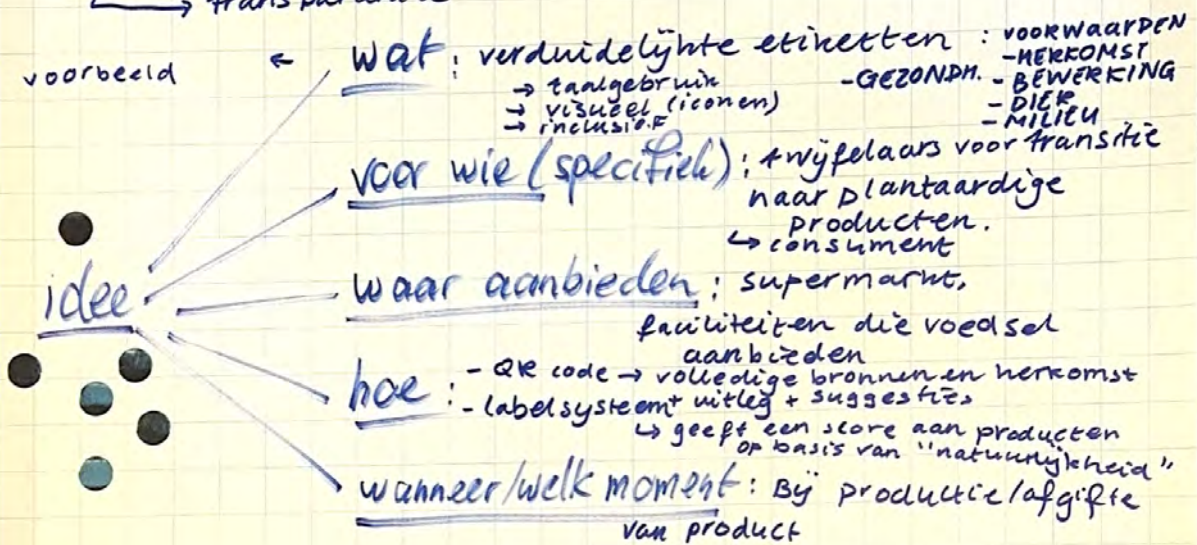 → transparantie
voorbeeld ← wat: verduidelijkte etiketten : voorwaarden
→ taalgebruik
→ visueel (iconen)
→ inclusief
-GEZONDH.
-HERKOMST
-BEWERKING
-DIER
-MILIEU
voor wie (specifiek): twijfelaars voor transitie
naar plantaardige
producten.
↳ consument
idee
waar aanbieden: supermarkt,
faciliteiten die voedsel
aanbieden
hoe: - QR code → volledige bronnen en herkomst
- labelsysteem + uitleg + suggesties
↳ geeft een score aan producten
op basis van "natuurlijkheid"
wanneer/welk moment: Bij productie/afgifte
van product